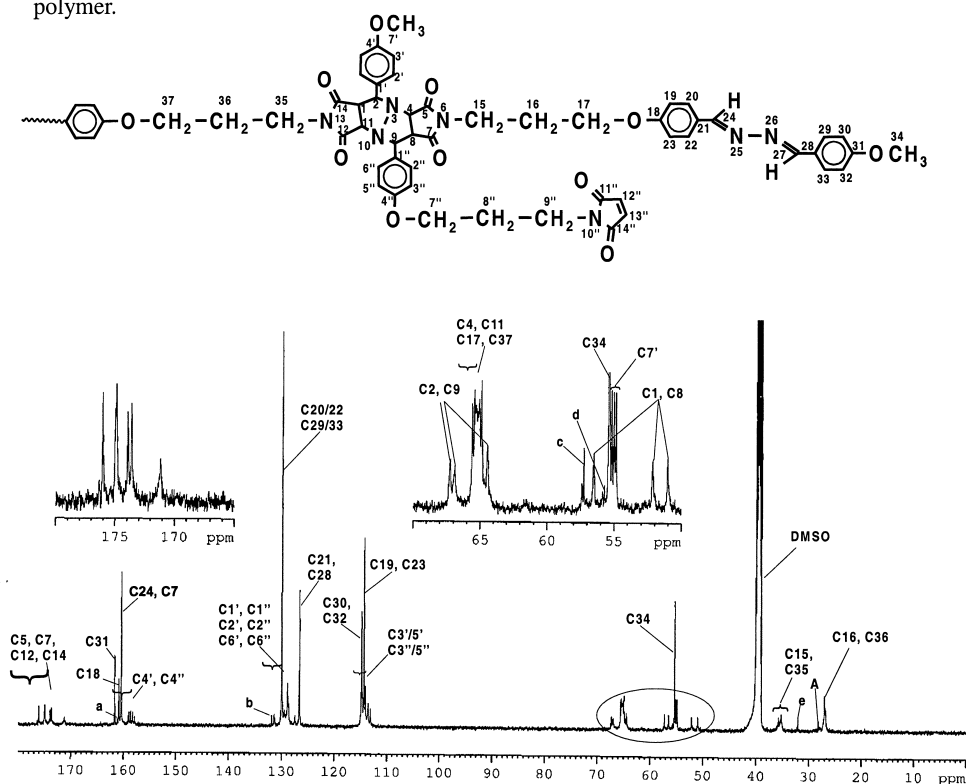 polymer.
OCH3
4' 7'
3'
2'
1'
O 14 2 N 4 O
37 36 35 13 3 5 6 15 16 17 19 20 H
O-CH2-CH2-CH2-N 11 N-CH2-CH2-CH2-O 18 21 24 N-N 26 29 30 34
12 N 9 8 7 23 22 25 27 28 31 O-CH3
O 10 O H 33 32
1''
6'' 2''
5'' 3''
4'' 7'' 8'' 9'' O 11'' 12''
O-CH2-CH2-CH2-N 13''
10'' 14''
O
C4, C11
C17, C37
C34
C7'
C2, C9
C1, C8
d
c
C20/22
C29/33
175 170 ppm
65 60 55 ppm
DMSO
C24, C7
C21,
C28
C19, C23
C1', C1''
C2', C2''
C6', C6''
C30,
C32
C34
C16, C36
C5, C7,
C12, C14
C31
C18
C4', C4''
C3'/5'
C3''/5''
C15,
C35
A
a
b
e
170 160 150 140 130 120 110 100 90 80 70 60 50 40 30 20 10 ppm